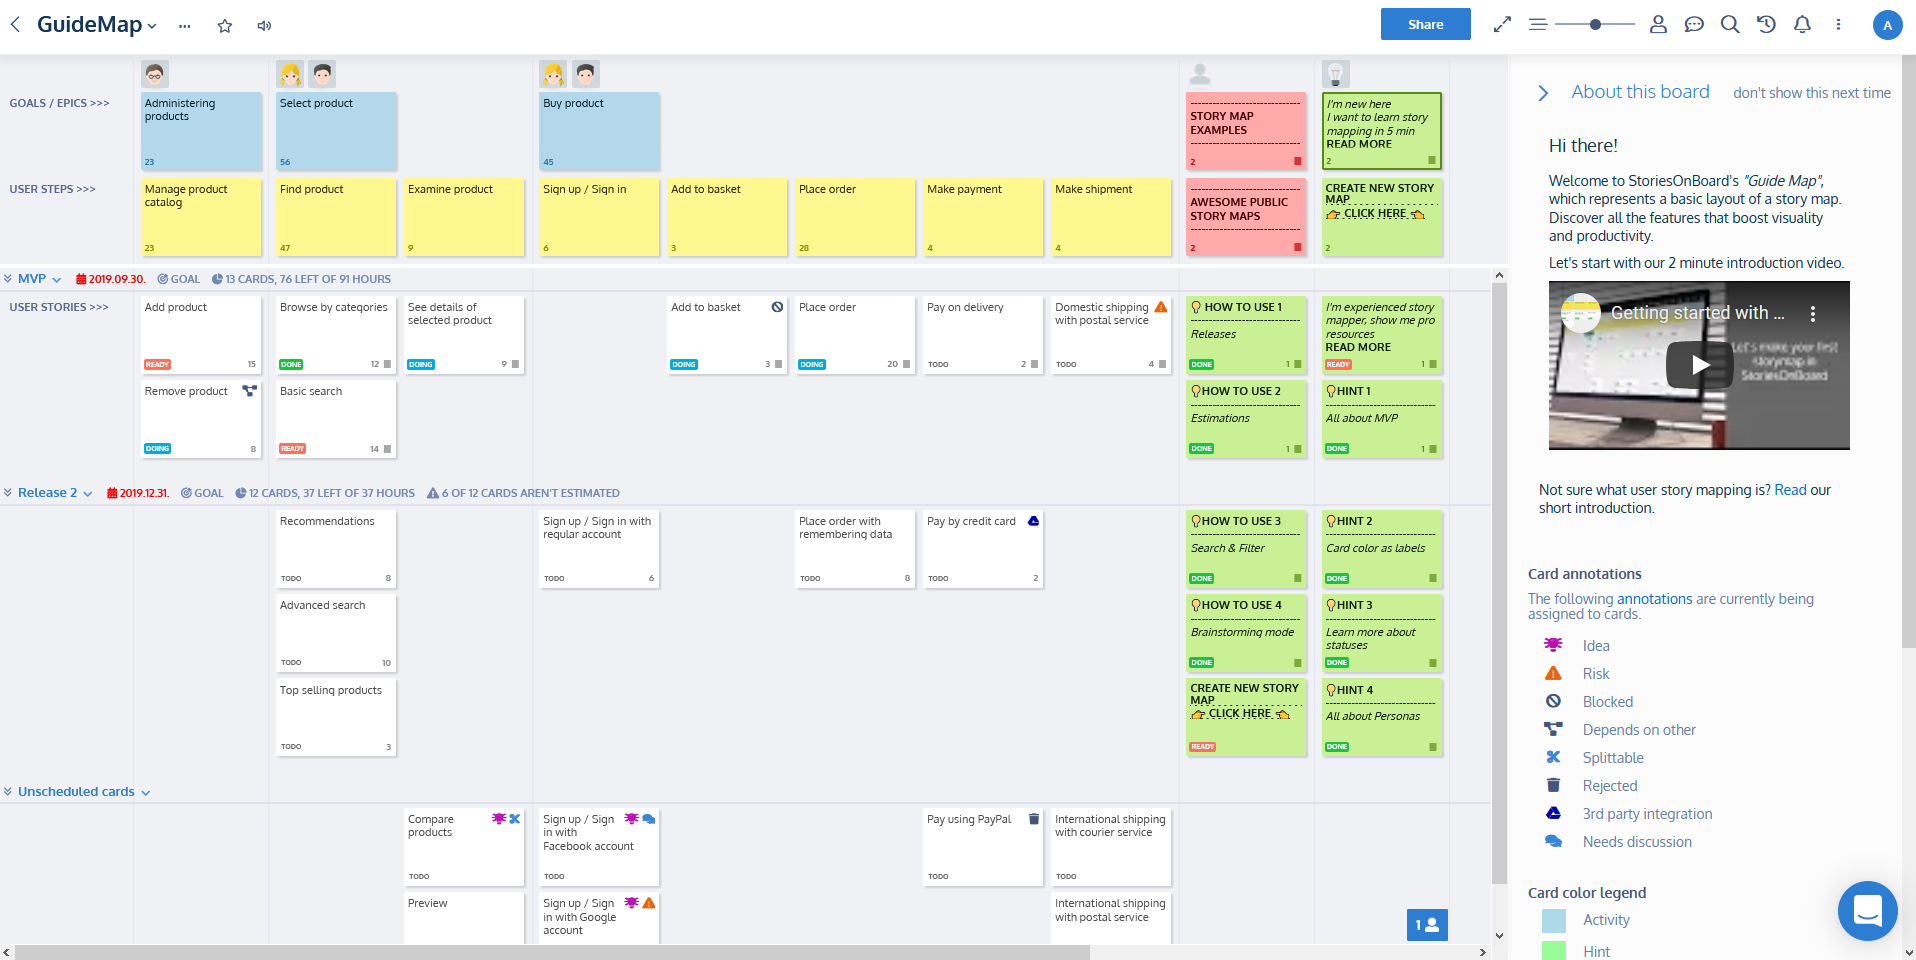 GuideMap
Share
A
GOALS / EPICS >>>
Administering
products
23
Select product
56
Buy product
45
STORY MAP
EXAMPLES
2
I'm new here
I want to learn story
mapping in 5 min
READ MORE
2
USER STEPS >>>
Manage product
catalog
23
Find product
47
Examine product
9
Sign up / Sign in
6
Add to basket
3
Place order
28
Make payment
4
Make shipment
4
AWESOME PUBLIC
STORY MAPS
2
CREATE NEW STORY
MAP
CLICK HERE
2
MVP 2019.09.30. GOAL 13 CARDS, 76 LEFT OF 91 HOURS
USER STORIES >>>
Add product
READY 15
Browse by categories
DONE 12
See details of
selected product
DOING 9
Add to basket
DOING 3
Place order
DOING 20
Pay on delivery
TODO 2
Domestic shipping
with postal service
TODO 4
HOW TO USE 1
Releases
DONE 1
I'm experienced story
mapper, show me pro
resources
READ MORE
READY 1
Remove product
DOING 8
Basic search
READY 14
HOW TO USE 2
Estimations
DONE 1
HINT 1
All about MVP
DONE 1
Release 2 2019.12.31. GOAL 12 CARDS, 37 LEFT OF 37 HOURS 6 OF 12 CARDS AREN'T ESTIMATED
Recommendations
TODO 8
Sign up / Sign in with
regular account
TODO 6
Place order with
remembering data
TODO 8
Pay by credit card
TODO 2
HOW TO USE 3
Search & Filter
DONE
HINT 2
Card color as labels
DONE
Advanced search
TODO 10
HOW TO USE 4
Brainstorming mode
DONE
HINT 3
Learn more about
statuses
DONE
Top selling products
TODO 3
CREATE NEW STORY
MAP
CLICK HERE
READY
HINT 4
All about Personas
DONE
Unscheduled cards
Compare
products
TODO
Sign up / Sign
in with
Facebook account
TODO
Pay using PayPal
TODO
International shipping
with courier service
TODO
Preview
Sign up / Sign
in with Google
account
International shipping
with postal service
1
About this board don't show this next time
Hi there!
Welcome to StoriesOnBoard's "Guide Map",
which represents a basic layout of a story map.
Discover all the features that boost visuality
and productivity.
Let's start with our 2 minute introduction video.
Getting started with ...
Let's make your first
storymap in
StoriesOnBoard
Not sure what user story mapping is? Read our
short introduction.
Card annotations
The following annotations are currently being
assigned to cards.
Idea
Risk
Blocked
Depends on other
Splittable
Rejected
3rd party integration
Needs discussion
Card color legend
Activity
Hint